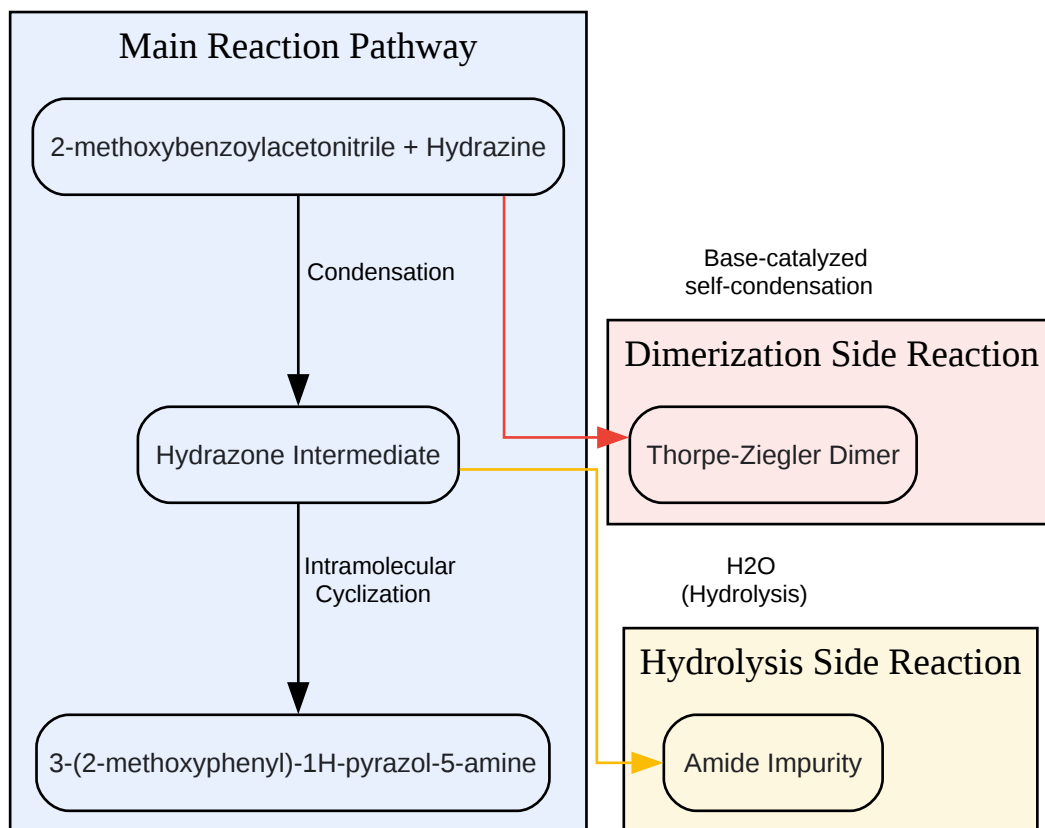 Main Reaction Pathway
2-methoxybenzoylacetonitrile + Hydrazine
Condensation
Base-catalyzed
self-condensation
Dimerization Side Reaction
Hydrazone Intermediate
Thorpe-Ziegler Dimer
Intramolecular
Cyclization
H2O
(Hydrolysis)
Hydrolysis Side Reaction
3-(2-methoxyphenyl)-1H-pyrazol-5-amine
Amide Impurity